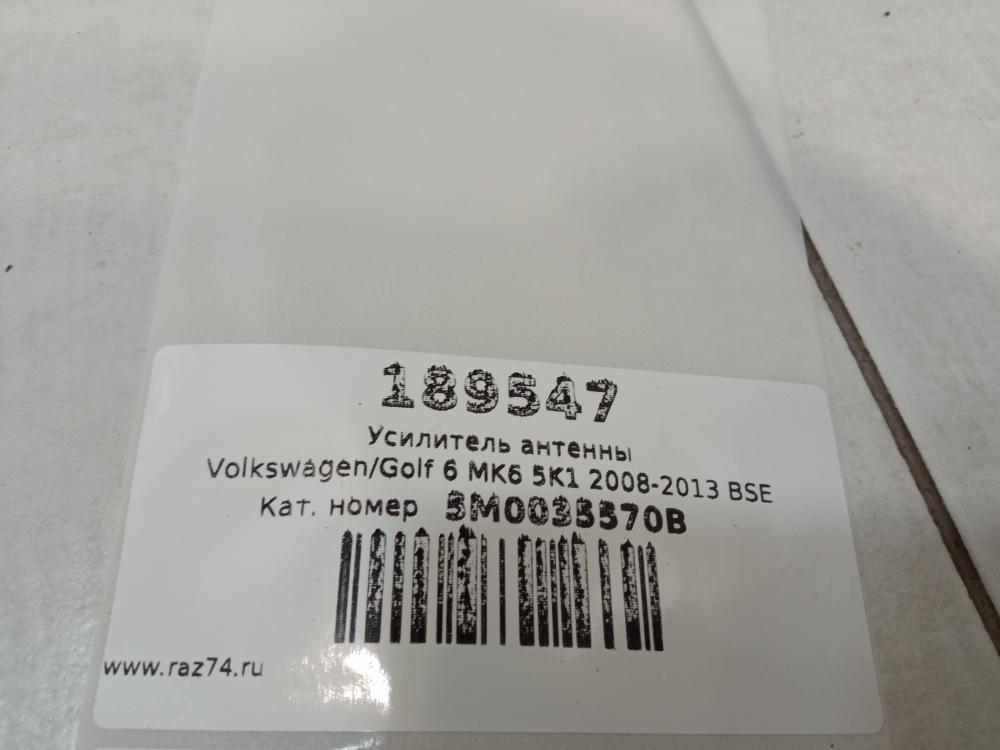 189547
Усилитель антенны
Volkswagen/Golf 6 MK6 5K1 2008-2013 BSE
Кат. номер 5M0035570B
www.raz74.ru